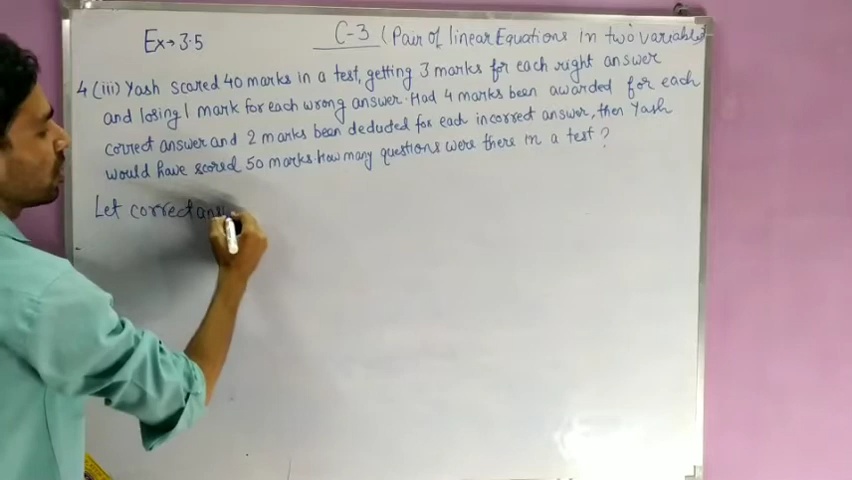 Ex→3.5
C-3 (Pair of linear Equations in two variables)
4 (iii) Yash scored 40 marks in a test, getting 3 marks for each right answer
and losing 1 mark for each wrong answer. Had 4 marks been awarded for each
correct answer and 2 marks been deducted for each incorrect answer, then Yash
would have scored 50 marks. how many questions were there in a test?
Let correct ans